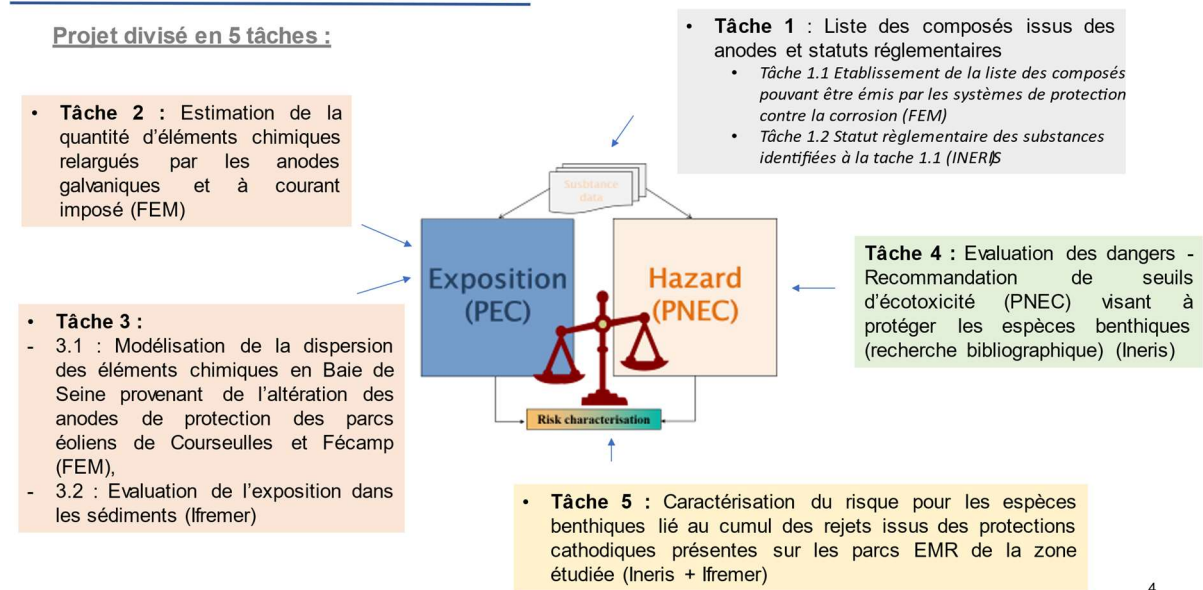 Projet divisé en 5 tâches :
• Tâche 1 : Liste des composés issus des
anodes et statuts réglementaires
• Tâche 1.1 Etablissement de la liste des composés
pouvant être émis par les systèmes de protection
contre la corrosion (FEM)
• Tâche 1.2 Statut règlementaire des substances
identifiées à la tache 1.1 (INERIS)
• Tâche 2 : Estimation de la
quantité d’éléments chimiques
relargués par les anodes
galvaniques et à courant
imposé (FEM)
Susbtance
data
Exposition
(PEC)
Hazard
(PNEC)
Risk characterisation
Tâche 4 : Evaluation des dangers -
Recommandation de seuils
d’écotoxicité (PNEC) visant à
protéger les espèces benthiques
(recherche bibliographique) (Ineris)
• Tâche 3 :
- 3.1 : Modélisation de la dispersion
des éléments chimiques en Baie de
Seine provenant de l’altération des
anodes de protection des parcs
éoliens de Courseulles et Fécamp
(FEM),
- 3.2 : Evaluation de l’exposition dans
les sédiments (Ifremer)
• Tâche 5 : Caractérisation du risque pour les espèces
benthiques lié au cumul des rejets issus des protections
cathodiques présentes sur les parcs EMR de la zone
étudiée (Ineris + Ifremer)
4